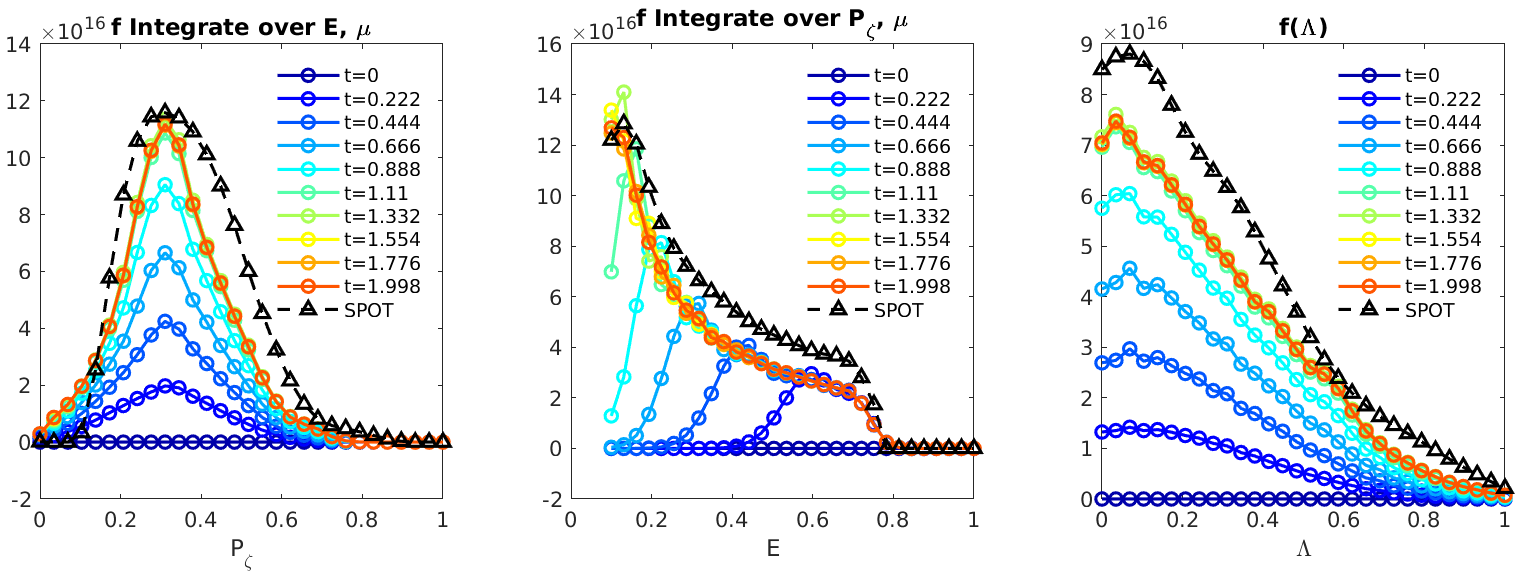 ×10^16 f Integrate over E, μ
14
12
10
8
6
4
2
0
-2
0 0.2 0.4 0.6 0.8 1
P_ζ
t=0
t=0.222
t=0.444
t=0.666
t=0.888
t=1.11
t=1.332
t=1.554
t=1.776
t=1.998
SPOT
×10^16 f Integrate over P_ζ, μ
16
14
12
10
8
6
4
2
0
-2
0 0.2 0.4 0.6 0.8 1
E
t=0
t=0.222
t=0.444
t=0.666
t=0.888
t=1.11
t=1.332
t=1.554
t=1.776
t=1.998
SPOT
×10^16 f(Λ)
9
8
7
6
5
4
3
2
1
0
0 0.2 0.4 0.6 0.8 1
Λ
t=0
t=0.222
t=0.444
t=0.666
t=0.888
t=1.11
t=1.332
t=1.554
t=1.776
t=1.998
SPOT